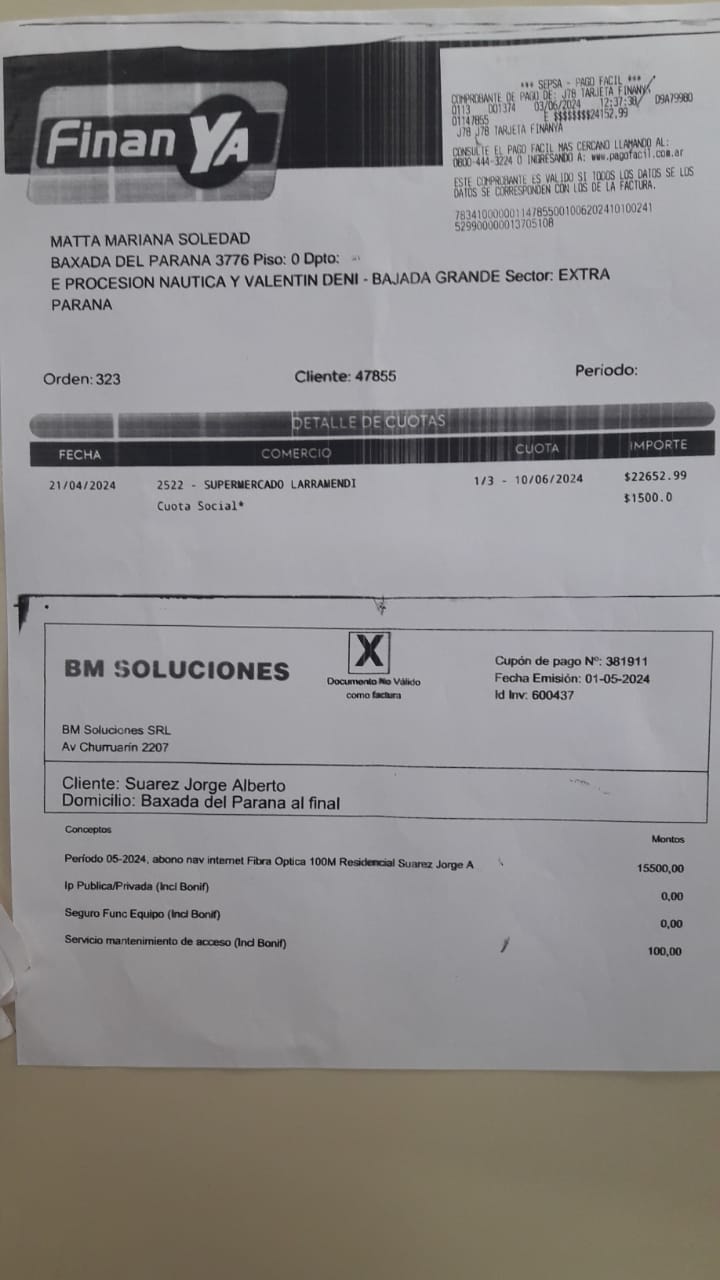 Finan YA
*** SEPSA - PAGO FACIL ***
COMPROBANTE DE PAGO DE: J78 TARJETA FINANY
0113 001374 03/06/2024 12:37:38 D9A79980
01147855 E $$$$$$$$24152,99
J78 J78 TARJETA FINANYA
CONSULTE EL PAGO FACIL MAS CERCANO LLAMANDO AL:
0800-444-3224 O INGRESANDO A: www.pagofacil.com.ar
ESTE COMPROBANTE ES VALIDO SI TODOS LOS DATOS SE LOS
DATOS SE CORRESPONDEN CON LOS DE LA FACTURA.
78341000000114785500100620241010024 1
529900000013705108
MATTA MARIANA SOLEDAD
BAXADA DEL PARANA 3776 Piso: 0 Dpto:
E PROCESION NAUTICA Y VALENTIN DENI - BAJADA GRANDE Sector: EXTRA
PARANA
Orden: 323 Cliente: 47855 Periodo:
DETALLE DE CUOTAS
FECHA COMERCIO CUOTA IMPORTE
21/04/2024 2522 - SUPERMERCADO LARRAMENDI 1/3 - 10/06/2024 $22652.99
Cuota Social* $1500.0
BM SOLUCIONES
X
Documento No Válido
como factura
Cupón de pago Nº: 381911
Fecha Emisión: 01-05-2024
Id Inv: 600437
BM Soluciones SRL
Av Churruarín 2207
Cliente: Suarez Jorge Alberto
Domicilio: Baxada del Parana al final
Conceptos Montos
Período 05-2024, abono nav internet Fibra Optica 100M Residencial Suarez Jorge A 15500,00
Ip Publica/Privada (Incl Bonif) 0,00
Seguro Func Equipo (Incl Bonif) 0,00
Servicio mantenimiento de acceso (Incl Bonif) 100,00